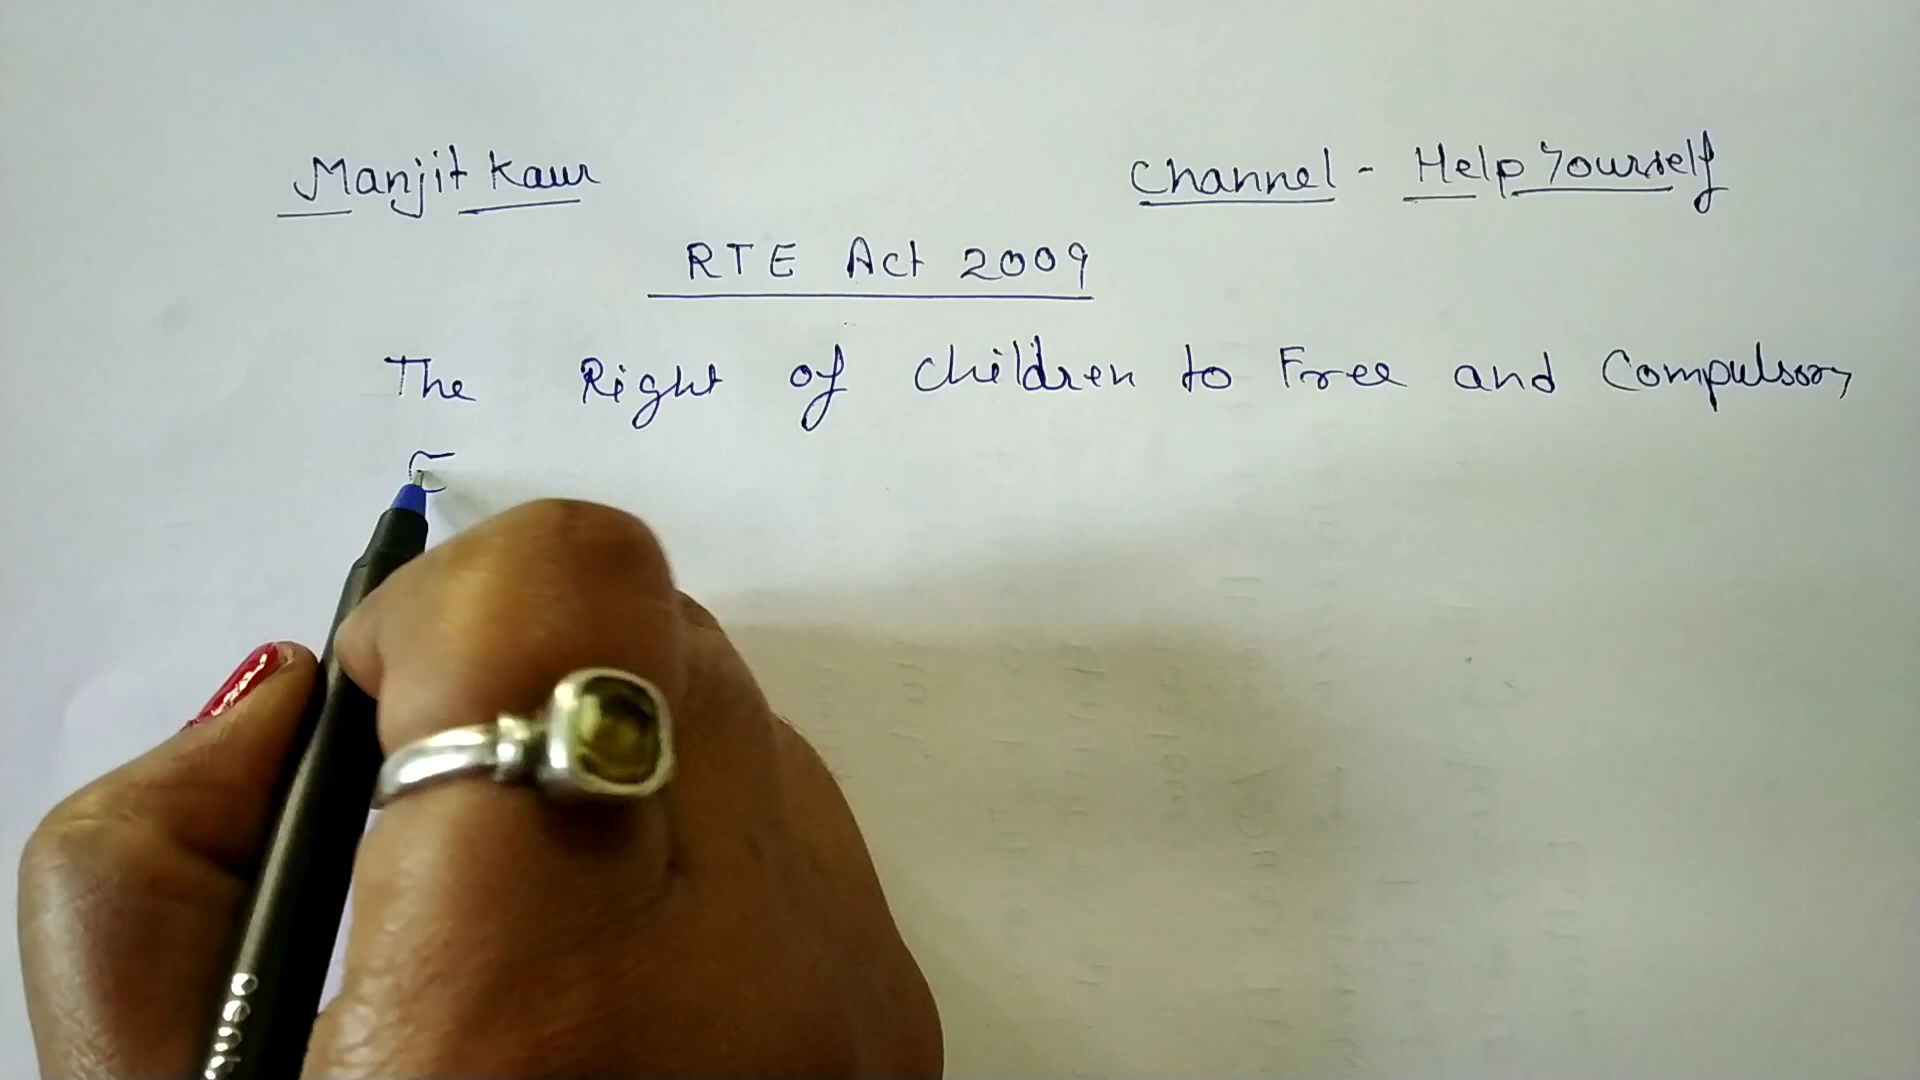 Manjit Kaur Channel - Help Yourself
RTE Act 2009
The Right of Children to Free and Compulsory